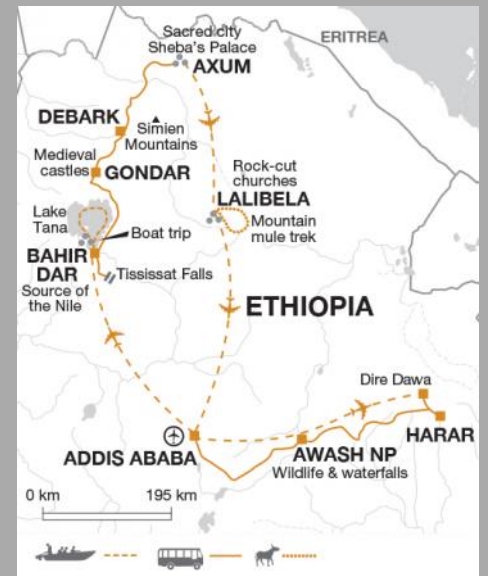 Sacred city
Sheba's Palace
AXUM
ERITREA
DEBARK
Simien
Mountains
Medieval
castles
GONDAR
Rock-cut
churches
LALIBELA
Mountain
mule trek
Lake
Tana
Boat trip
BAHIR
DAR
Source of
the Nile
Tississat Falls
ETHIOPIA
Dire Dawa
HARAR
ADDIS ABABA
AWASH NP
Wildlife & waterfalls
0 km
195 km